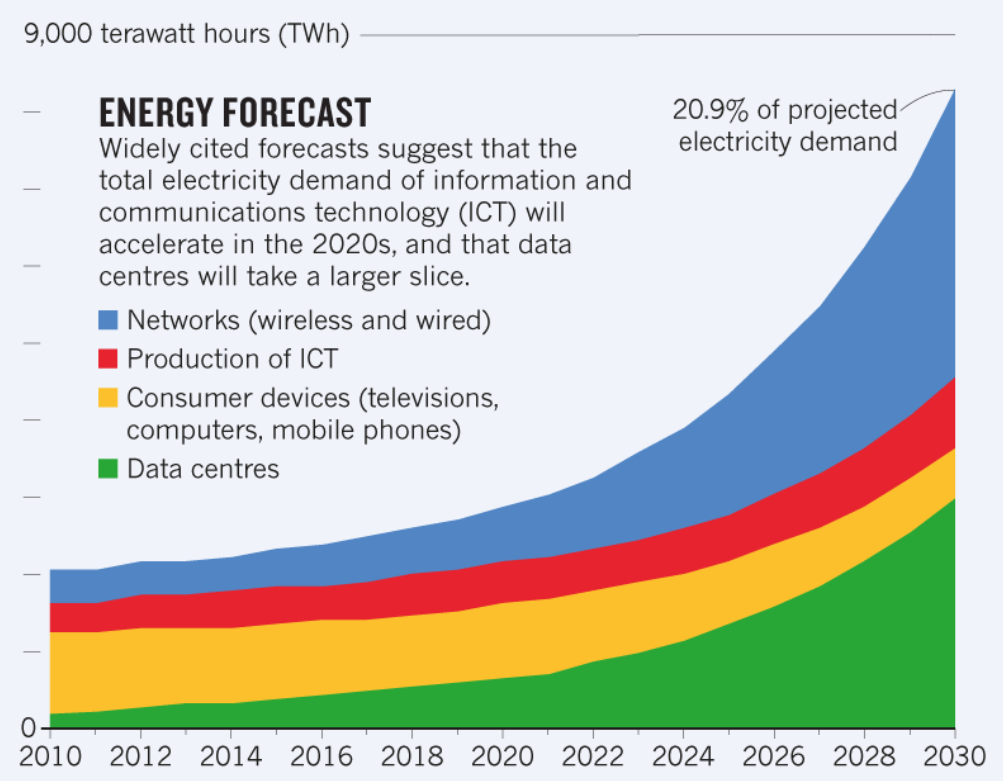 9,000 terawatt hours (TWh)
ENERGY FORECAST
Widely cited forecasts suggest that the
total electricity demand of information and
communications technology (ICT) will
accelerate in the 2020s, and that data
centres will take a larger slice.
20.9% of projected
electricity demand
Networks (wireless and wired)
Production of ICT
Consumer devices (televisions,
computers, mobile phones)
Data centres
0
2010 2012 2014 2016 2018 2020 2022 2024 2026 2028 2030